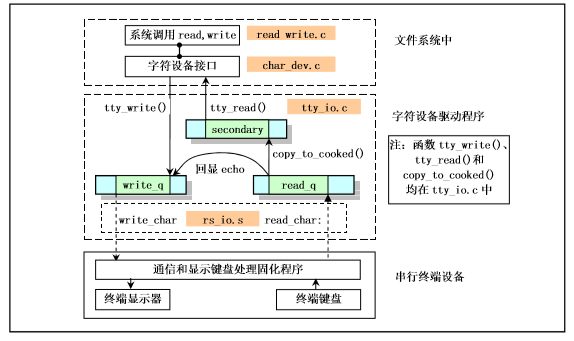 系统调用 read,write
read write.c
文件系统中
字符设备接口
char_dev.c
tty_write()
tty_read()
tty_io.c
字符设备驱动程序
secondary
copy_to_cooked()
注：函数 tty_write()、
tty_read()和
copy_to_cooked()
均在 tty_io.c 中
回显 echo
write_q
read_q
write_char
rs_io.s
read_char:
通信和显示键盘处理固化程序
串行终端设备
终端显示器
终端键盘